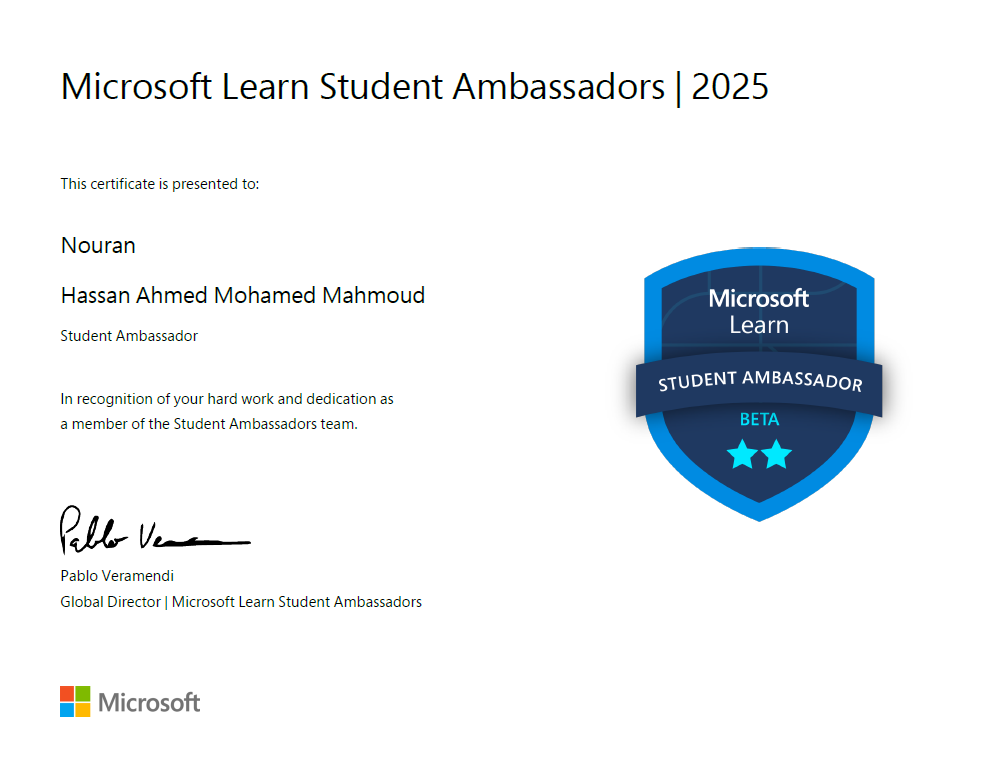 Microsoft Learn Student Ambassadors | 2025
This certificate is presented to:
Nouran
Hassan Ahmed Mohamed Mahmoud
Student Ambassador
In recognition of your hard work and dedication as
a member of the Student Ambassadors team.
Microsoft
Learn
STUDENT AMBASSADOR
BETA
Pablo Veramendi
Global Director | Microsoft Learn Student Ambassadors
Microsoft